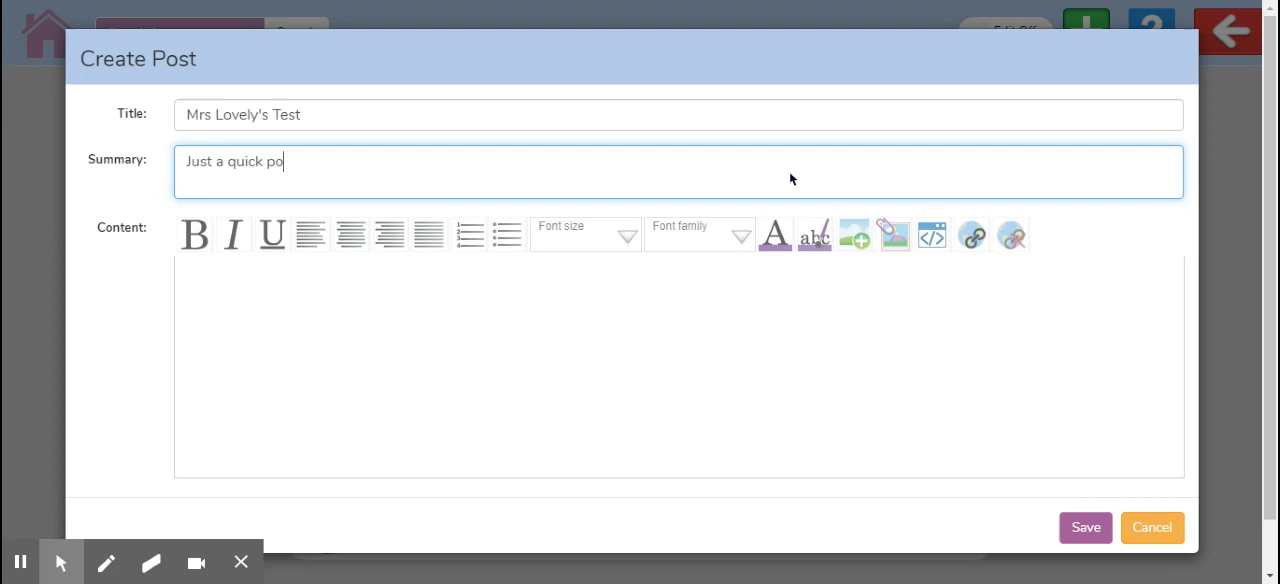 Create Post
Title:
Mrs Lovely's Test
Summary:
Just a quick po
Content:
B I U
Font size
Font family
A
abc
Save
Cancel